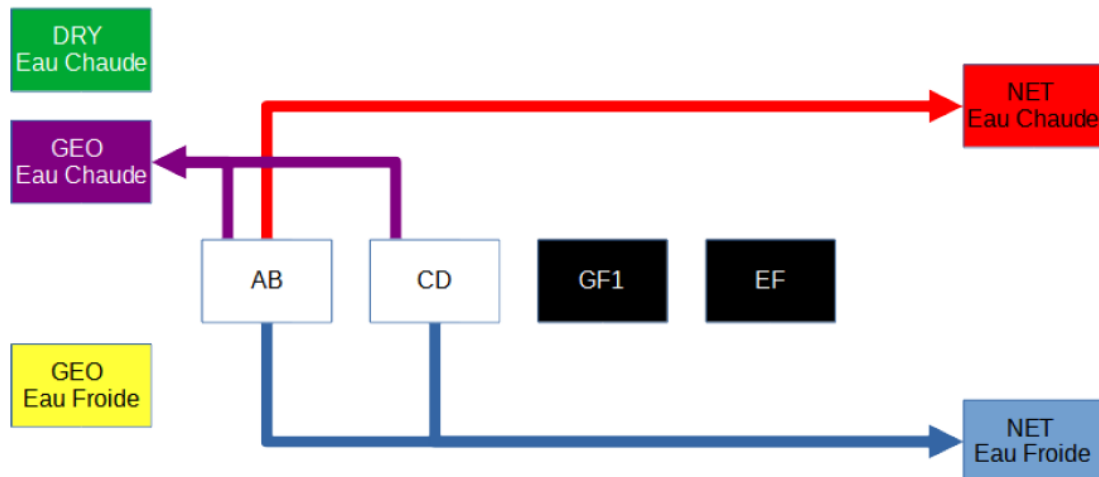 DRY
Eau Chaude
NET
Eau Chaude
GEO
Eau Chaude
AB
CD
GF1
EF
GEO
Eau Froide
NET
Eau Froide